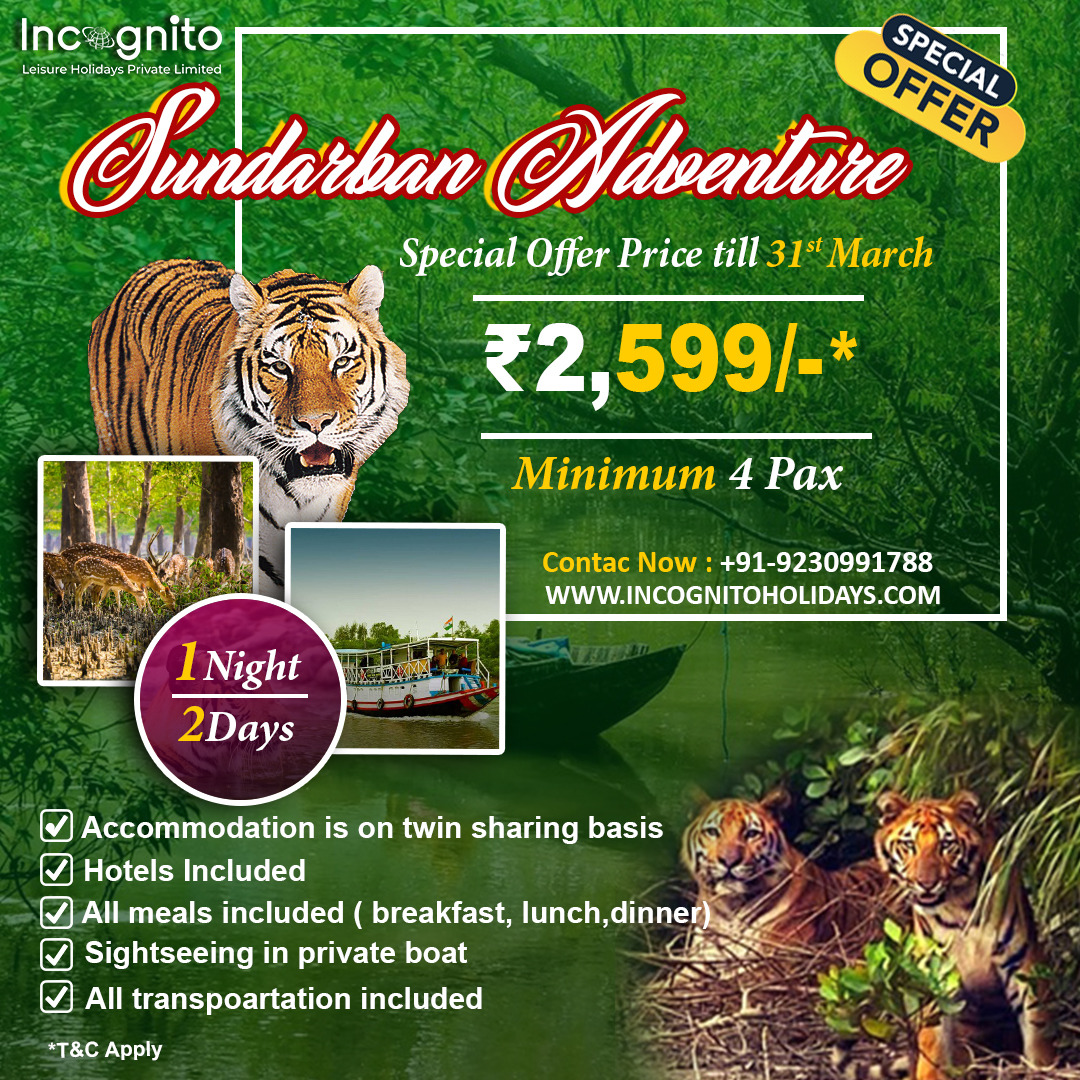 Incognito
Leisure Holidays Private Limited
SPECIAL
OFFER
Sundarban Adventure
Special Offer Price till 31st March
₹2,599/-*
Minimum 4 Pax
Contac Now : +91-9230991788
WWW.INCOGNITOHOLIDAYS.COM
1 Night
2 Days
Accommodation is on twin sharing basis
Hotels Included
All meals included ( breakfast, lunch,dinner)
Sightseeing in private boat
All transpoartation included
*T&C Apply